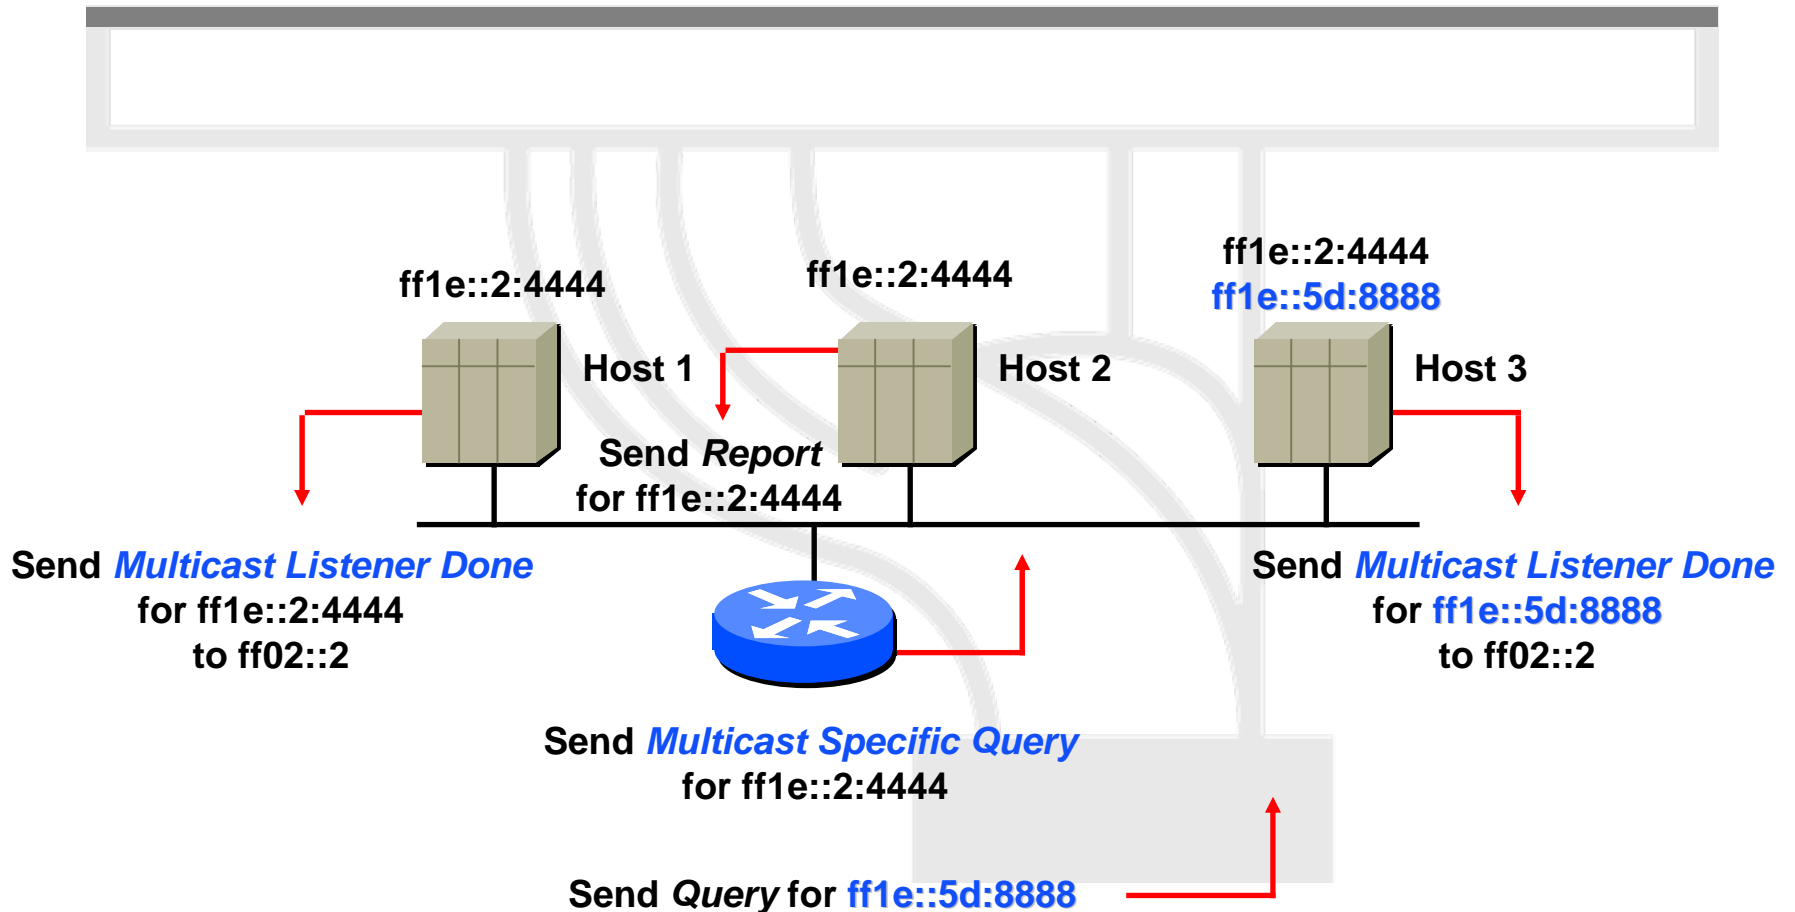 ff1e::2:4444
ff1e::2:4444
ff1e::2:4444
ff1e::5d:8888
Host 1
Host 2
Host 3
Send Report
for ff1e::2:4444
Send Multicast Listener Done
for ff1e::2:4444
to ff02::2
Send Multicast Listener Done
for ff1e::5d:8888
to ff02::2
Send Multicast Specific Query
for ff1e::2:4444
Send Query for ff1e::5d:8888